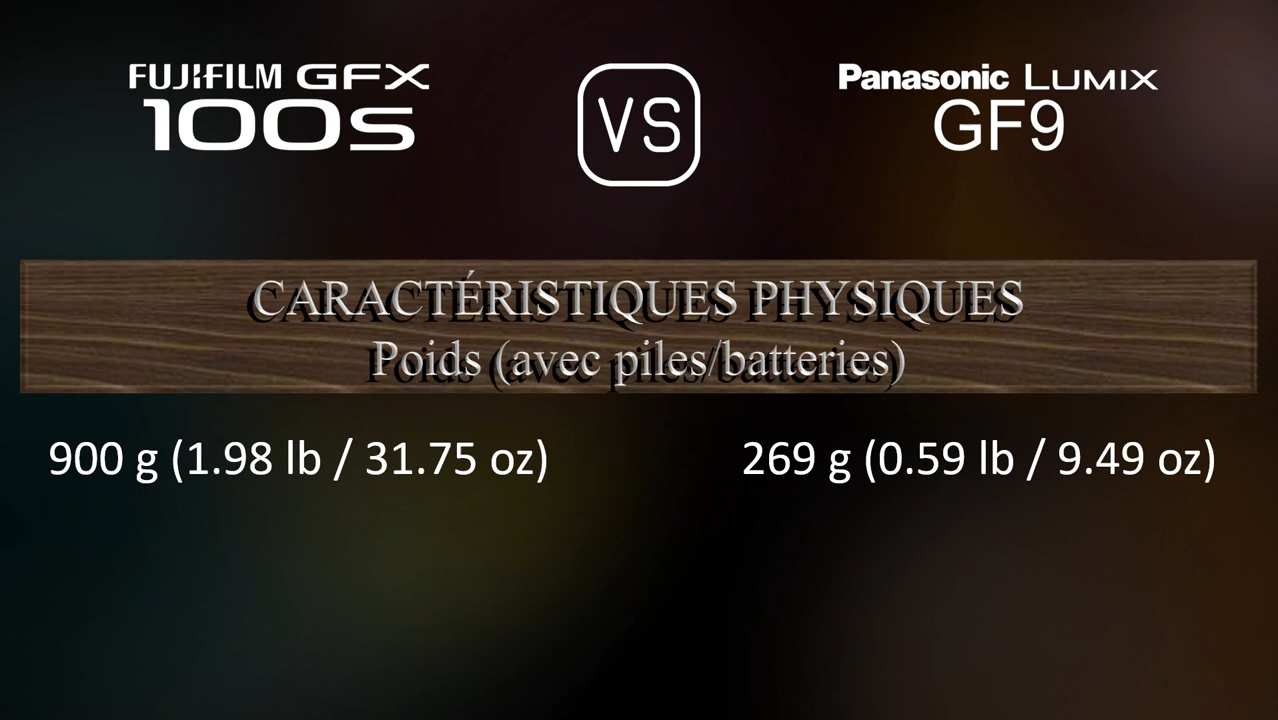 FUJIFILM GFX
100S
VS
Panasonic LUMIX
GF9
CARACTÉRISTIQUES PHYSIQUES
Poids (avec piles/batteries)
900 g (1.98 lb / 31.75 oz)
269 g (0.59 lb / 9.49 oz)